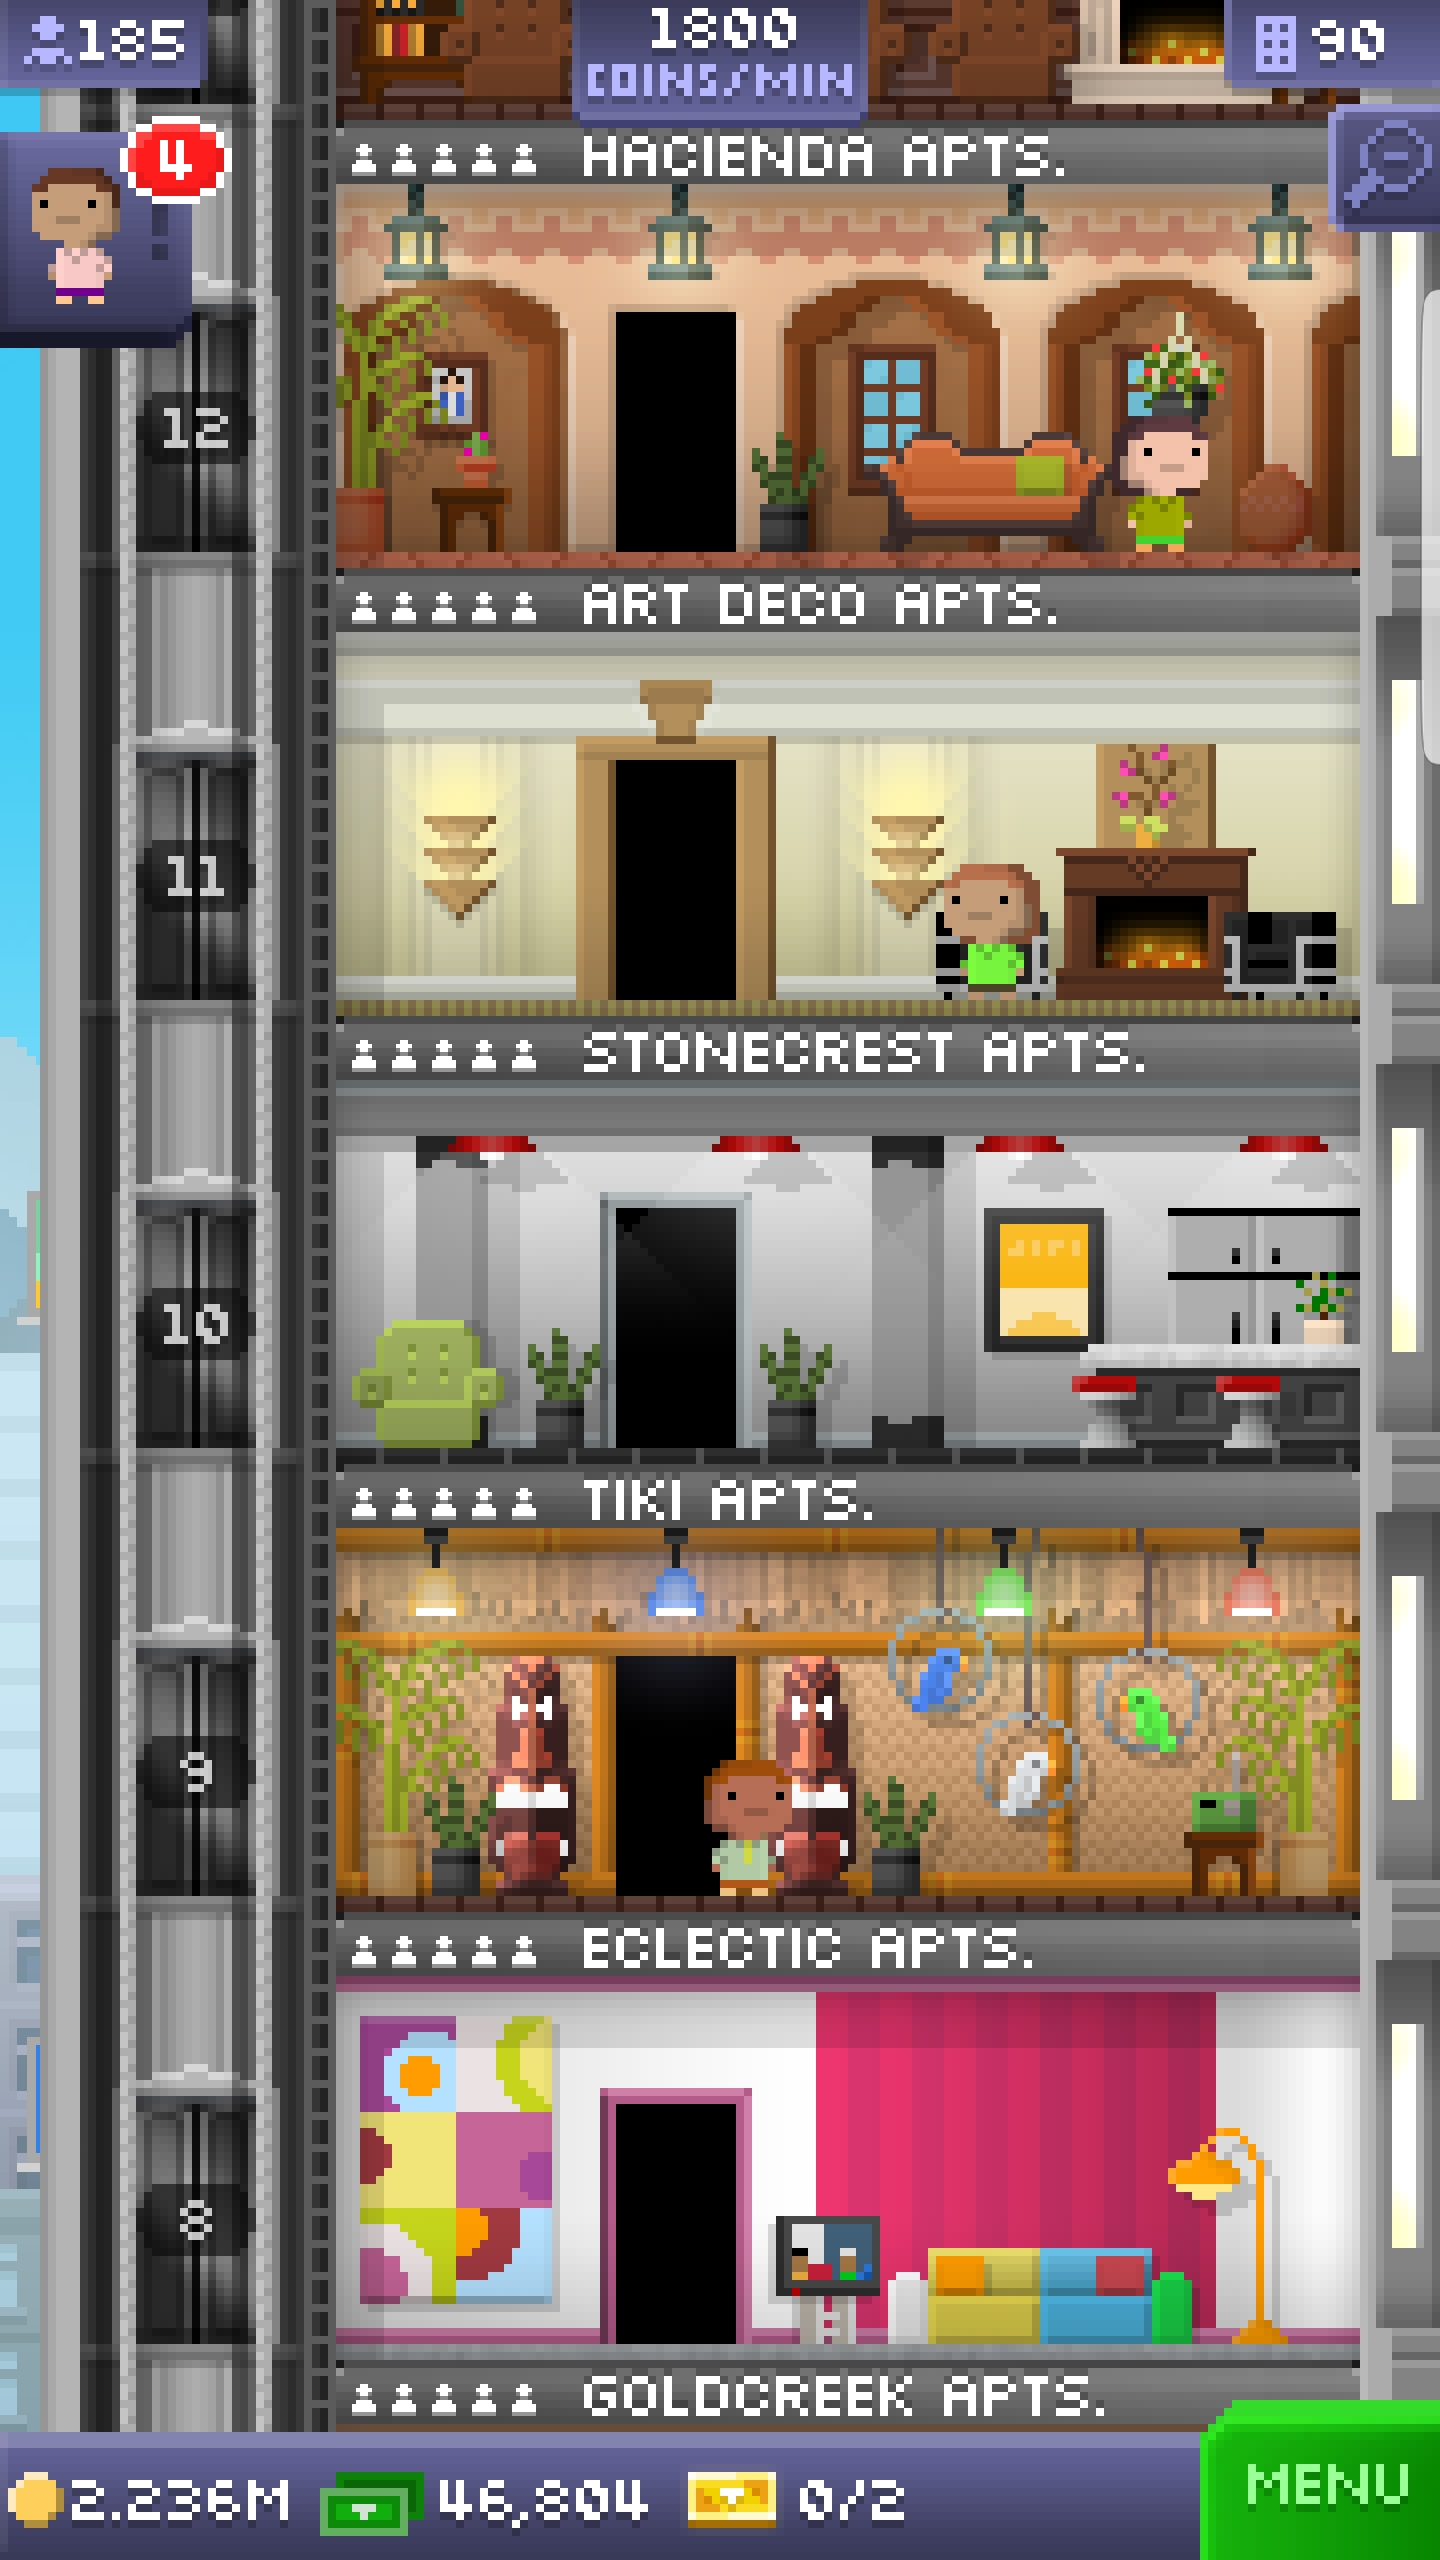 185
1800
COINS/MIN
90
4
HACIENDA APTS.
12
ART DECO APTS.
11
STONECREST APTS.
10
TIKI APTS.
9
ECLECTIC APTS.
8
GOLDCREEK APTS.
2.236M 46,804 0/2
MENU